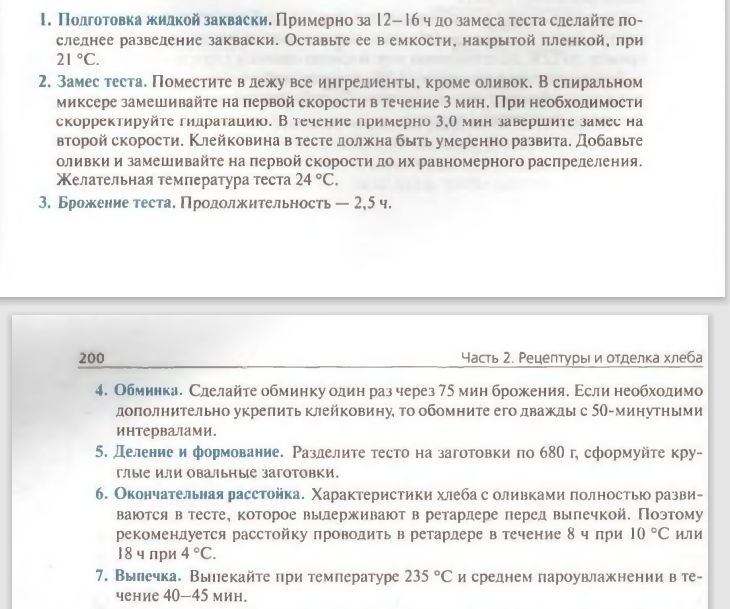 1. Подготовка жидкой закваски. Примерно за 12–16 ч до замеса теста сделайте по-
следнее разведение закваски. Оставьте ее в емкости, накрытой пленкой, при
21 °С.
2. Замес теста. Поместите в дежу все ингредиенты, кроме оливок. В спиральном
миксере замешивайте на первой скорости в течение 3 мин. При необходимости
скорректируйте гидратацию. В течение примерно 3,0 мин завершите замес на
второй скорости. Клейковина в тесте должна быть умеренно развита. Добавьте
оливки и замешивайте на первой скорости до их равномерного распределения.
Желательная температура теста 24 °С.
3. Брожение теста. Продолжительность — 2,5 ч.
200 Часть 2. Рецептуры и отделка хлеба
4. Обминка. Сделайте обминку один раз через 75 мин брожения. Если необходимо
дополнительно укрепить клейковину, то обомните его дважды с 50-минутными
интервалами.
5. Деление и формование. Разделите тесто на заготовки по 680 г, сформуйте кру-
глые или овальные заготовки.
6. Окончательная расстойка. Характеристики хлеба с оливками полностью разви-
ваются в тесте, которое выдерживают в ретардере перед выпечкой. Поэтому
рекомендуется расстойку проводить в ретардере в течение 8 ч при 10 °С или
18 ч при 4 °С.
7. Выпечка. Выпекайте при температуре 235 °С и среднем пароувлажнении в те-
чение 40–45 мин.